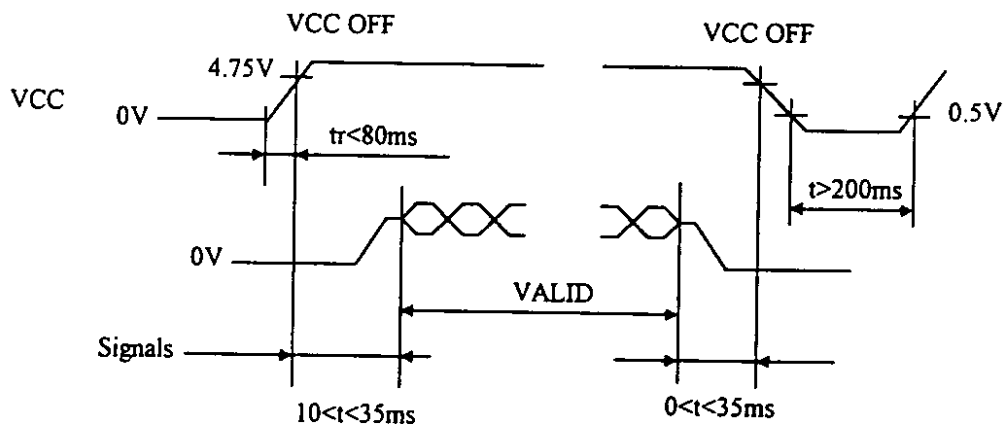 VCC OFF
VCC OFF
4.75V
VCC
0V
0.5V
tr<80ms
t>200ms
0V
VALID
Signals
10<t<35ms
0<t<35ms